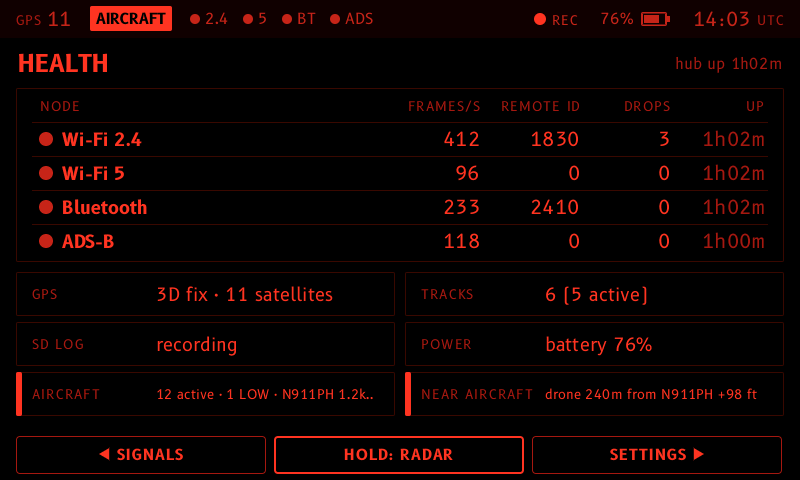 GPS 11 AIRCRAFT 2.4 5 BT ADS REC 76% 14:03 UTC
HEALTH hub up 1h02m
NODE FRAMES/S REMOTE ID DROPS UP
Wi-Fi 2.4 412 1830 3 1h02m
Wi-Fi 5 96 0 0 1h02m
Bluetooth 233 2410 0 1h02m
ADS-B 118 0 0 1h00m
GPS 3D fix · 11 satellites TRACKS 6 (5 active)
SD LOG recording POWER battery 76%
AIRCRAFT 12 active · 1 LOW · N911PH 1.2k.. NEAR AIRCRAFT drone 240m from N911PH +98 ft
◀ SIGNALS HOLD: RADAR SETTINGS ▶